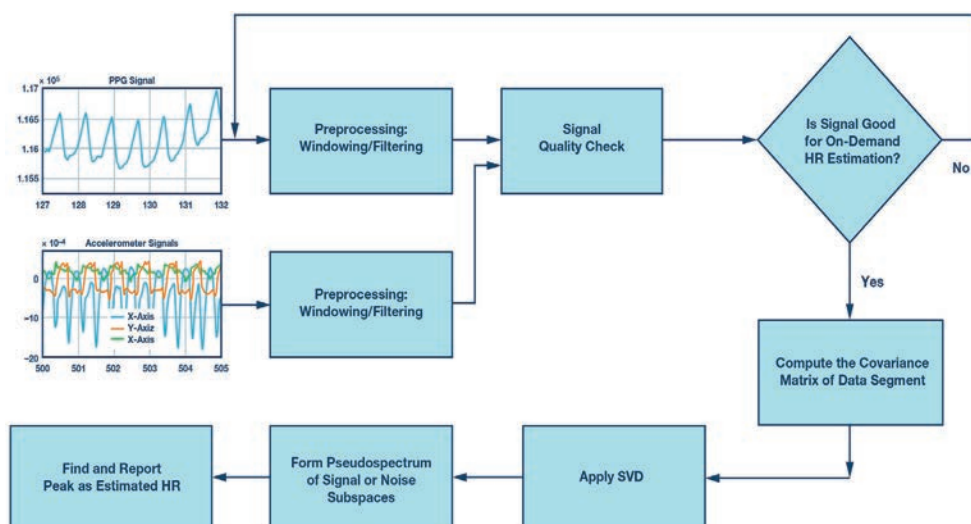 PPG Signal
× 10⁵
1.17
1.165
1.16
1.155
127 128 129 130 131 132
Preprocessing:
Windowing/Filtering
Signal
Quality Check
Is Signal Good
for On-Demand
HR Estimation?
No
Yes
Accelerometer Signals
× 10⁻⁴
0
−10
−20
X-Axis
Y-Axiz
X-Axis
500 501 502 503 504 505
Preprocessing:
Windowing/Filtering
Compute the Covariance
Matrix of Data Segment
Apply SVD
Form Pseudospectrum
of Signal or Noise
Subspaces
Find and Report
Peak as Estimated HR